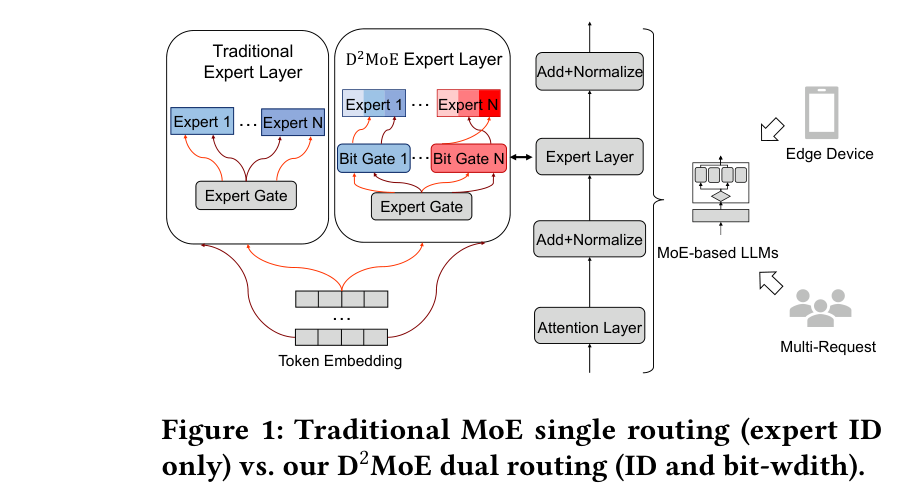 Traditional
Expert Layer
Expert 1 ... Expert N
Expert Gate
D²MoE Expert Layer
Expert 1 ... Expert N
Bit Gate 1 ... Bit Gate N
Expert Gate
...
Token Embedding
Add+Normalize
Expert Layer
Add+Normalize
Attention Layer
MoE-based LLMs
Edge Device
Multi-Request
Figure 1: Traditional MoE single routing (expert ID
only) vs. our D²MoE dual routing (ID and bit-wdith).